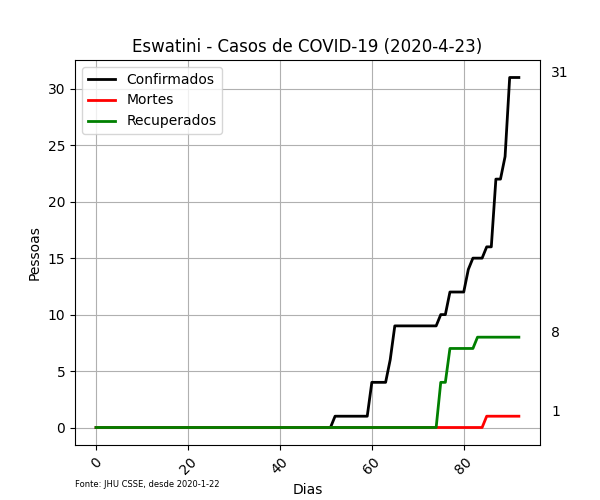 Eswatini - Casos de COVID-19 (2020-4-23)
Confirmados
Mortes
Recuperados
31
8
1
Pessoas
30
25
20
15
10
5
0
0
20
40
60
80
Dias
Fonte: JHU CSSE, desde 2020-1-22